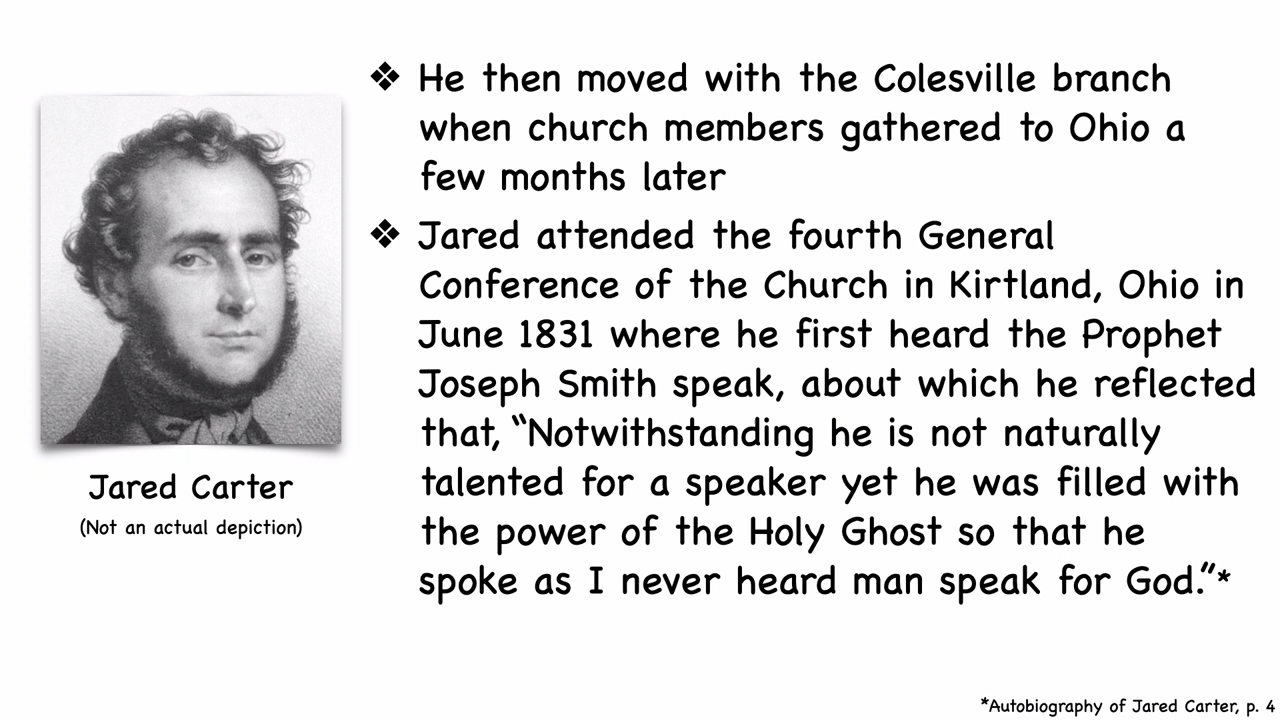 ❖ He then moved with the Colesville branch
when church members gathered to Ohio a
few months later
❖ Jared attended the fourth General
Conference of the Church in Kirtland, Ohio in
June 1831 where he first heard the Prophet
Joseph Smith speak, about which he reflected
that, “Notwithstanding he is not naturally
talented for a speaker yet he was filled with
the power of the Holy Ghost so that he
spoke as I never heard man speak for God.”*
Jared Carter
(Not an actual depiction)
*Autobiography of Jared Carter, p. 4